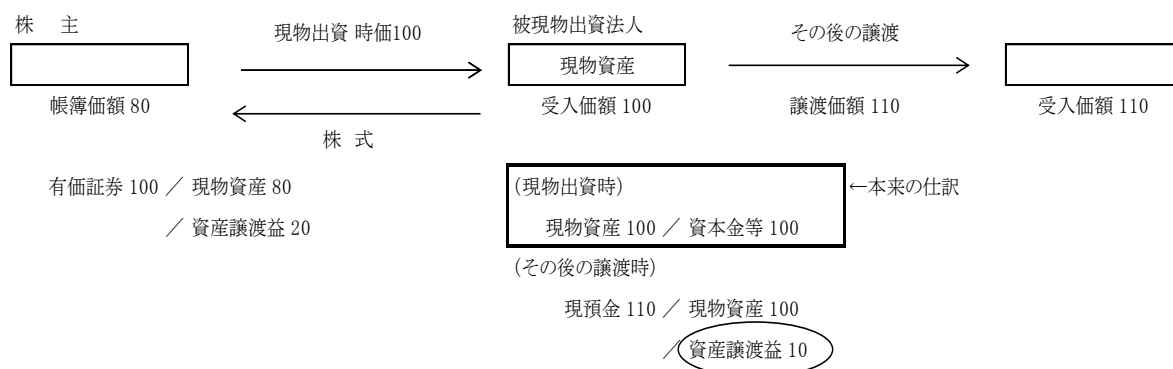 株 主
現物出資 時価100
被現物出資法人
その後の譲渡
現物資産
帳簿価額 80
受入価額 100
譲渡価額 110
受入価額 110
株 式
有価証券 100 ／ 現物資産 80
／ 資産譲渡益 20
(現物出資時)
←本来の仕訳
現物資産 100 ／ 資本金等 100
(その後の譲渡時)
現預金 110 ／ 現物資産 100
／ 資産譲渡益 10